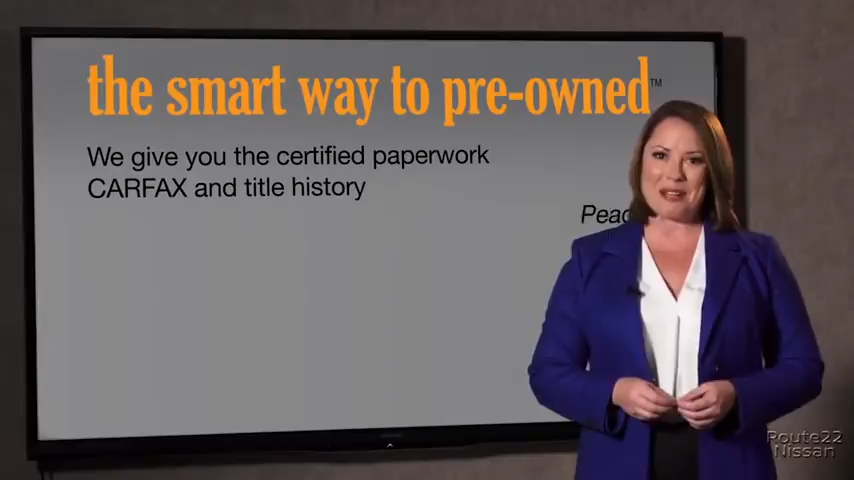 the smart way to pre-owned™
We give you the certified paperwork
CARFAX and title history
Route22
Nissan